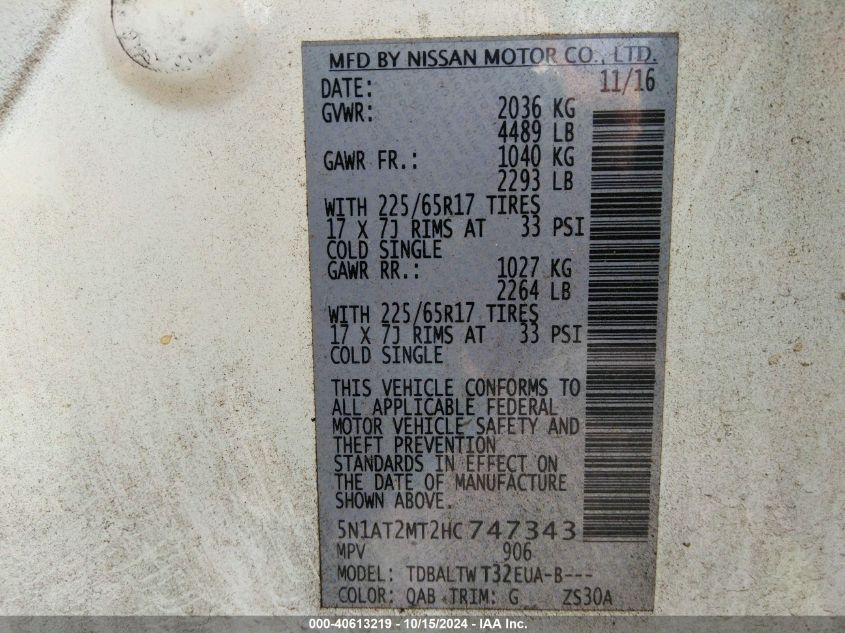 MFD BY NISSAN MOTOR CO., LTD.
DATE: 11/16
GVWR: 2036 KG
4489 LB
GAWR FR.: 1040 KG
2293 LB
WITH 225/65R17 TIRES
17 X 7J RIMS AT 33 PSI
COLD SINGLE
GAWR RR.: 1027 KG
2264 LB
WITH 225/65R17 TIRES
17 X 7J RIMS AT 33 PSI
COLD SINGLE
THIS VEHICLE CONFORMS TO
ALL APPLICABLE FEDERAL
MOTOR VEHICLE SAFETY AND
THEFT PREVENTION
STANDARDS IN EFFECT ON
THE DATE OF MANUFACTURE
SHOWN ABOVE.
5N1AT2MT2HC747343
MPV 906
MODEL: TDBALTWT32EUA-B---
COLOR: QAB TRIM: G ZS30A
000-40613219 - 10/15/2024 - IAA Inc.